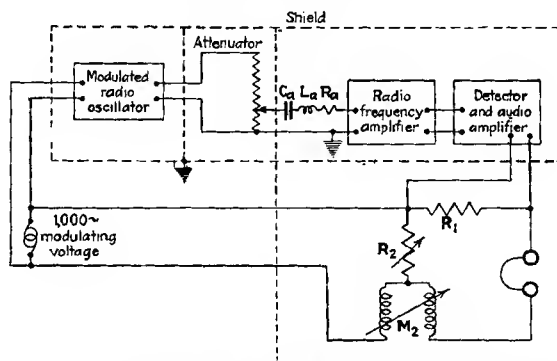 Shield
Attenuator
Modulated
radio
oscillator
Ca La Ra
Radio
frequency
amplifier
Detector
and audio
amplifier
1,000~
modulating
voltage
R1
R2
M2